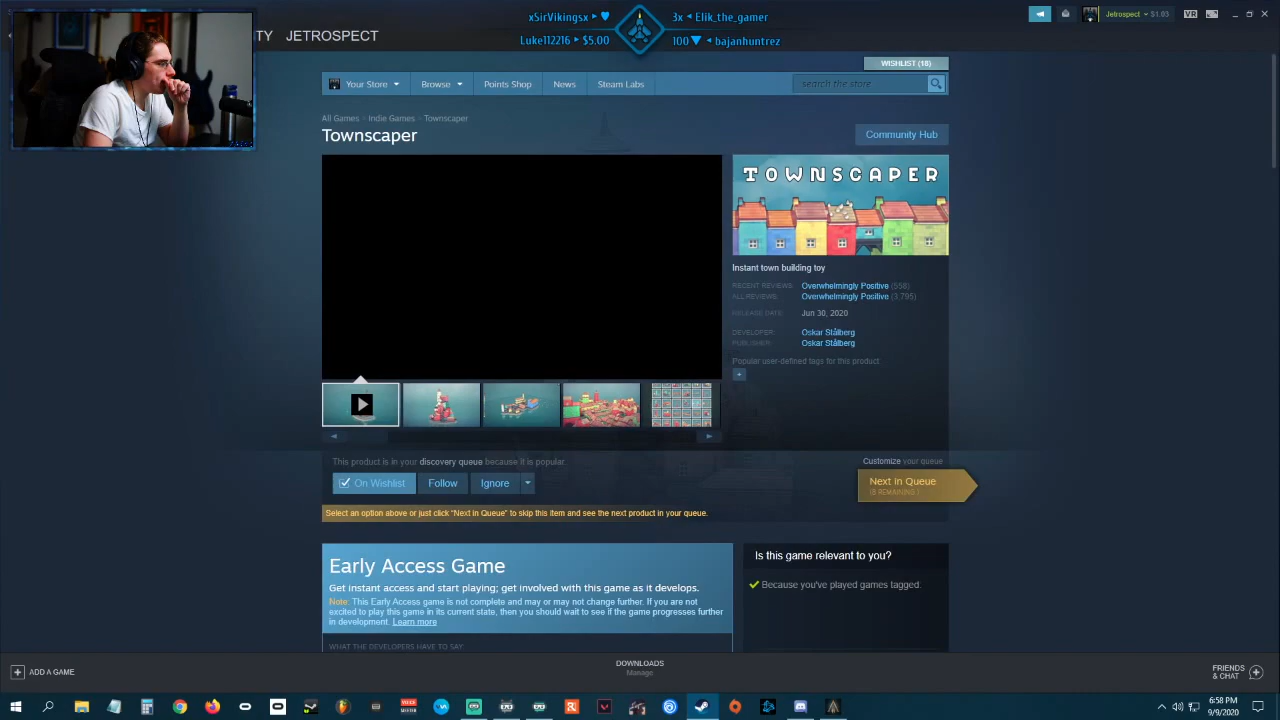 xSirVikingsx ▸ ♥
3x ◂ Elik_the_gamer
Luke112216 ▸ $5.00
100 ▼ ◂ bajanhuntrez
TY JETROSPECT
Jetrospect $1.03
VR
WISHLIST (18)
Your Store Browse Points Shop News Steam Labs search the store
All Games Indie Games Townscaper
Townscaper
Community Hub
TOWNSCAPER
Instant town building toy
RECENT REVIEWS: Overwhelmingly Positive (558)
ALL REVIEWS: Overwhelmingly Positive (3,795)
RELEASE DATE: Jun 30, 2020
DEVELOPER: Oskar Stålberg
PUBLISHER: Oskar Stålberg
Popular user-defined tags for this product:
+
This product is in your discovery queue because it is popular.
Customize your queue
On Wishlist Follow Ignore
Next in Queue
(8 REMAINING )
Select an option above or just click "Next in Queue" to skip this item and see the next product in your queue.
Early Access Game
Get instant access and start playing; get involved with this game as it develops.
Note: This Early Access game is not complete and may or may not change further. If you are
excited to play this game in its current state, then you should wait to see if the game progresses further
in development. Learn more
WHAT THE DEVELOPERS HAVE TO SAY:
Is this game relevant to you?
Because you've played games tagged:
ADD A GAME
DOWNLOADS
Manage
FRIENDS
& CHAT
6:58 PM
9/9/2020